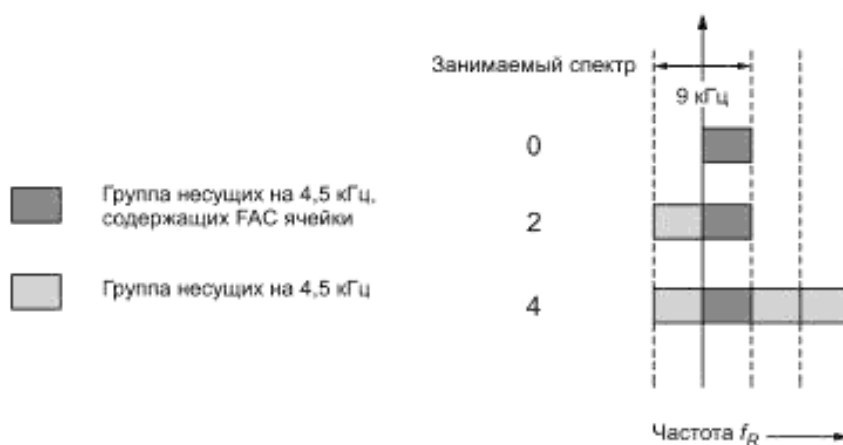 Занимаемый спектр
9 кГц
0
Группа несущих на 4,5 кГц,
содержащих FAC ячейки
2
Группа несущих на 4,5 кГц
4
Частота fR